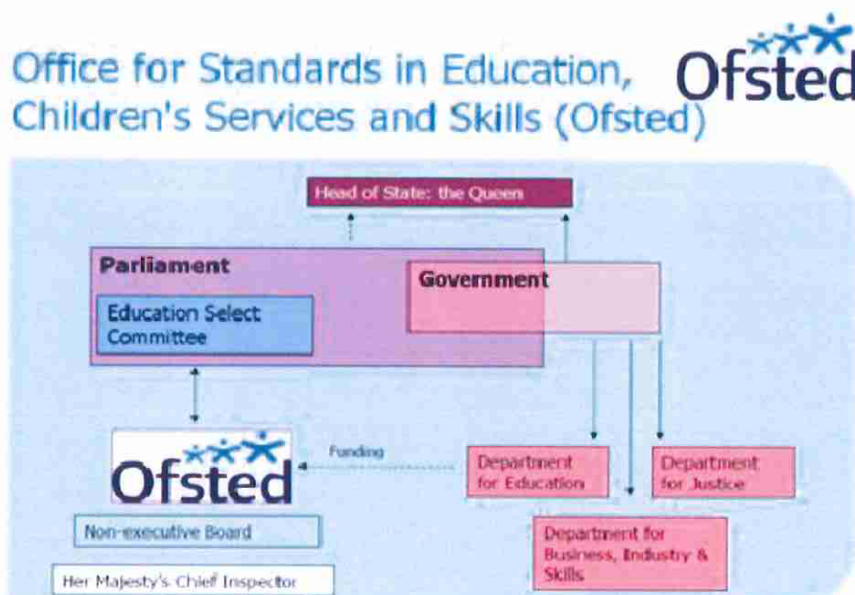 Office for Standards in Education,
Children's Services and Skills (Ofsted)
Ofsted
Head of State: the Queen
Parliament
Government
Education Select
Committee
Ofsted
Funding
Department
for Education
Department
for Justice
Non-executive Board
Department for
Business, Industry &
Skills
Her Majesty's Chief Inspector